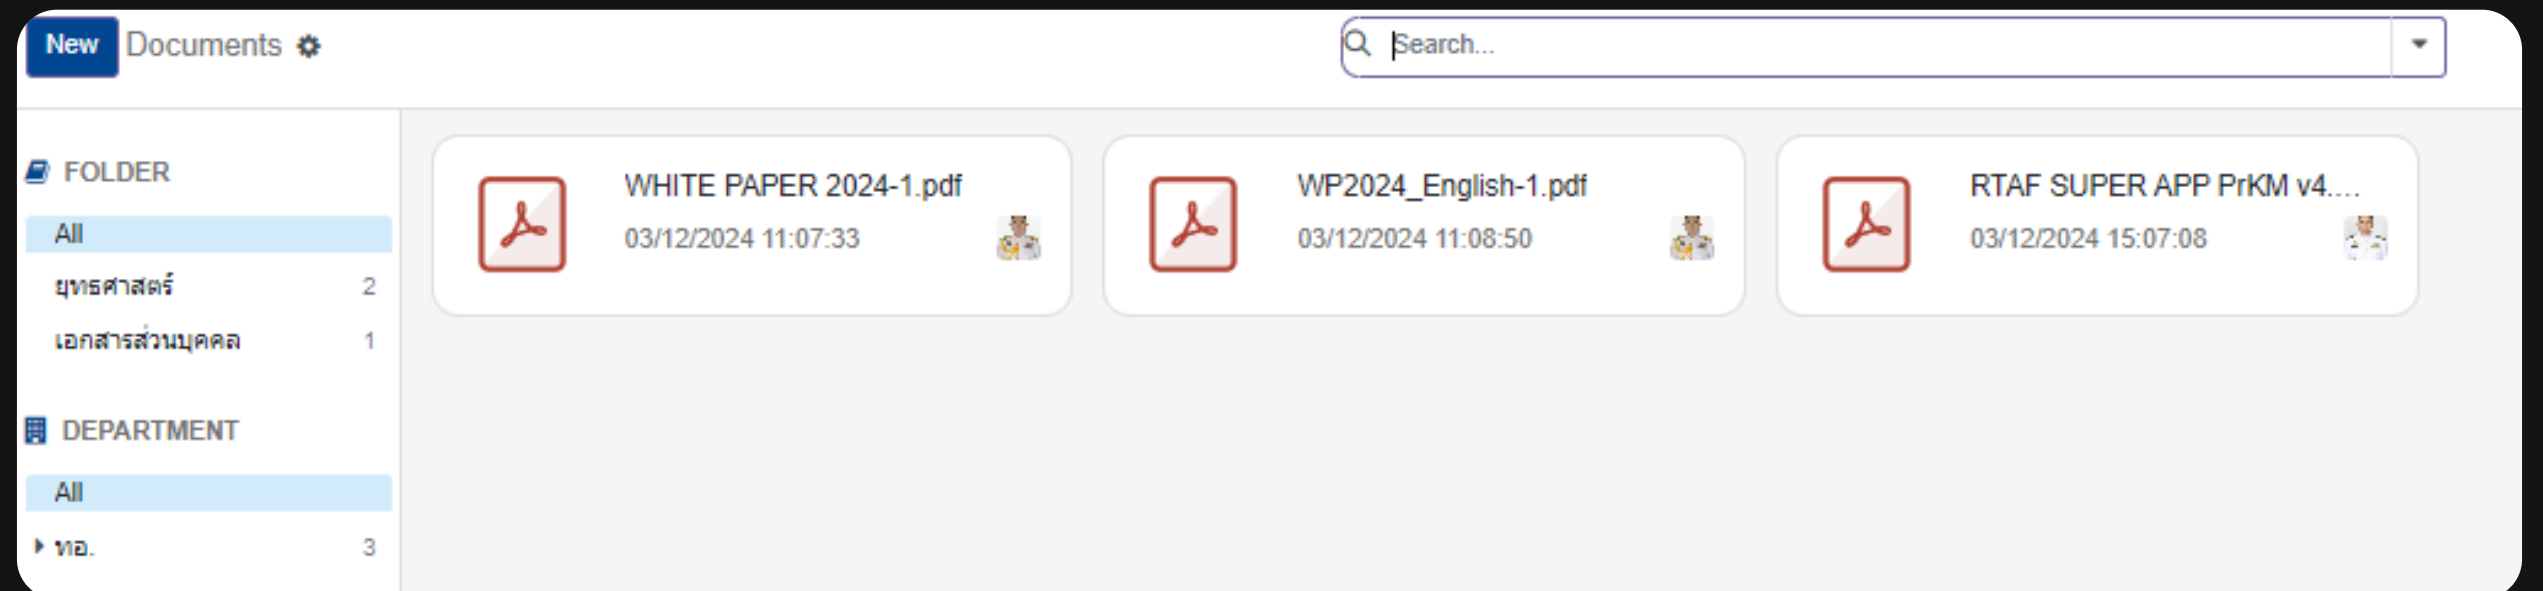 New Documents
Search...
FOLDER
All
ยุทธศาสตร์ 2
เอกสารส่วนบุคคล 1
DEPARTMENT
All
ทอ. 3
WHITE PAPER 2024-1.pdf
03/12/2024 11:07:33
WP2024_English-1.pdf
03/12/2024 11:08:50
RTAF SUPER APP PrKM v4....
03/12/2024 15:07:08